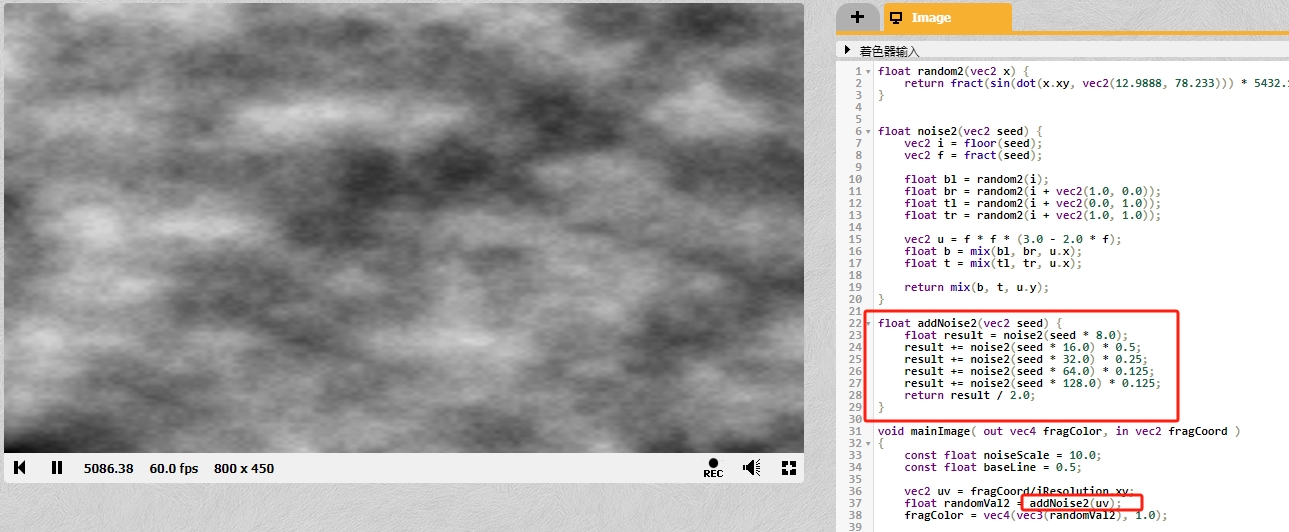 + Image
着色器输入
1 float random2(vec2 x) {
2 return fract(sin(dot(x.xy, vec2(12.9888, 78.233))) * 5432.
3 }
4
5
6 float noise2(vec2 seed) {
7 vec2 i = floor(seed);
8 vec2 f = fract(seed);
9
10 float bl = random2(i);
11 float br = random2(i + vec2(1.0, 0.0));
12 float tl = random2(i + vec2(0.0, 1.0));
13 float tr = random2(i + vec2(1.0, 1.0));
14
15 vec2 u = f * f * (3.0 - 2.0 * f);
16 float b = mix(bl, br, u.x);
17 float t = mix(tl, tr, u.x);
18
19 return mix(b, t, u.y);
20 }
21
22 float addNoise2(vec2 seed) {
23 float result = noise2(seed * 8.0);
24 result += noise2(seed * 16.0) * 0.5;
25 result += noise2(seed * 32.0) * 0.25;
26 result += noise2(seed * 64.0) * 0.125;
27 result += noise2(seed * 128.0) * 0.125;
28 return result / 2.0;
29 }
30
31 void mainImage( out vec4 fragColor, in vec2 fragCoord )
32 {
33 const float noiseScale = 10.0;
34 const float baseLine = 0.5;
35
36 vec2 uv = fragCoord/iResolution.xy;
37 float randomVal2 = addNoise2(uv);
38 fragColor = vec4(vec3(randomVal2), 1.0);
39
5086.38 60.0 fps 800 x 450 REC